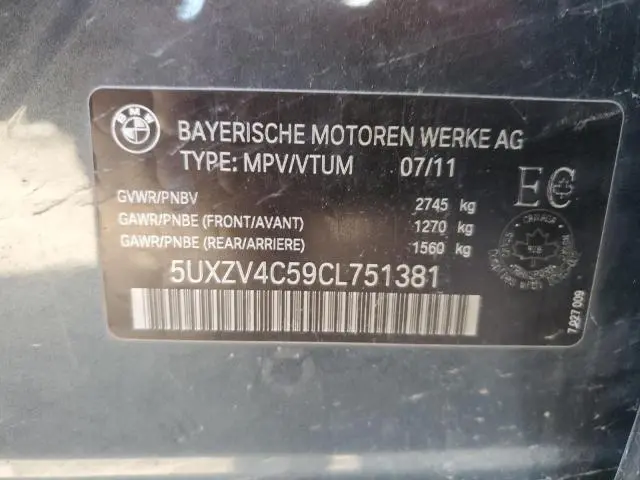 BMW
BAYERISCHE MOTOREN WERKE AG
TYPE: MPV/VTUM 07/11
EC
GVWR/PNBV 2745 kg
GAWR/PNBE (FRONT/AVANT) 1270 kg
GAWR/PNBE (REAR/ARRIERE) 1560 kg
CANADA
5UXZV4C59CL751381
7 027 009